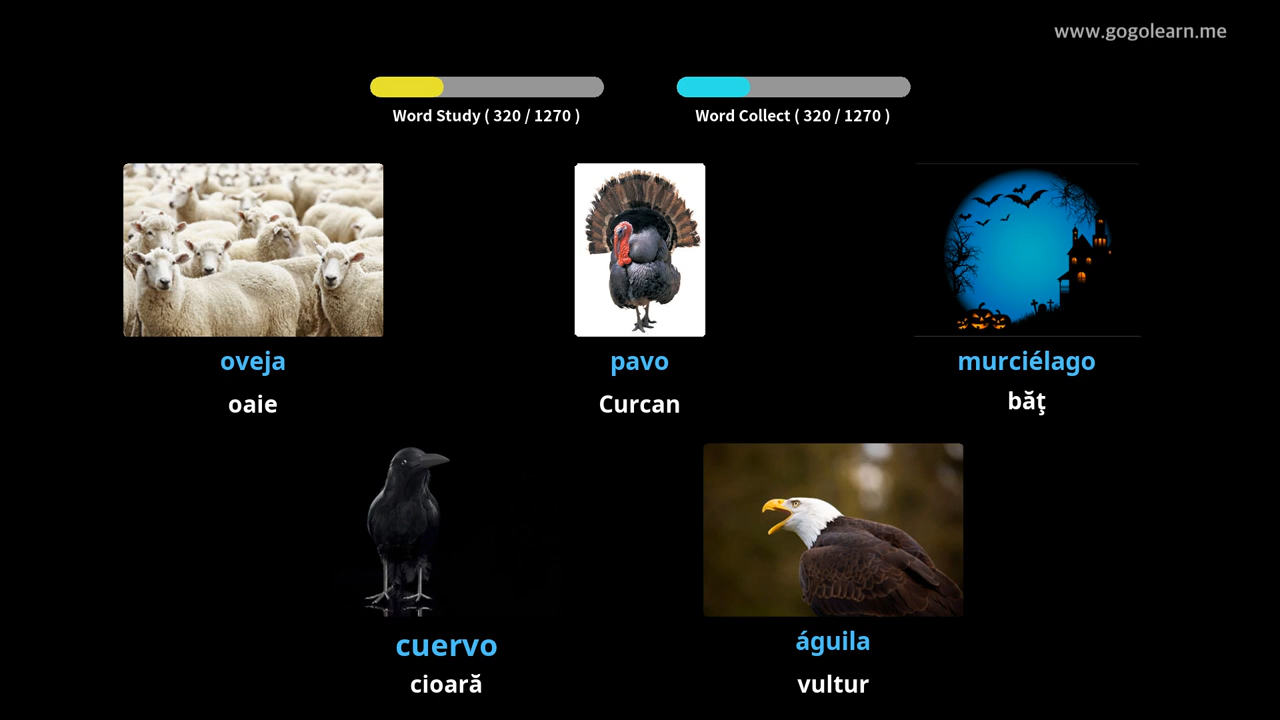 www.gogolearn.me
Word Study ( 320 / 1270 )
Word Collect ( 320 / 1270 )
oveja
pavo
murciélago
oaie
Curcan
băţ
cuervo
águila
cioară
vultur